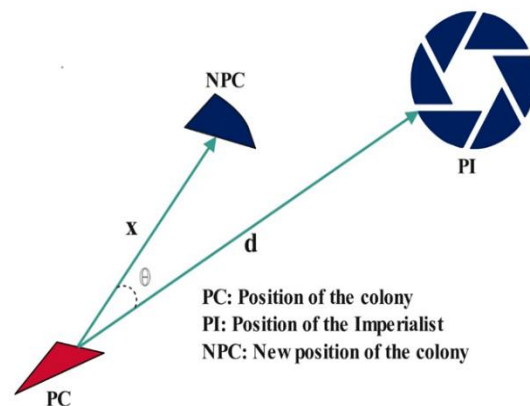 NPC
PI
x
d
θ
PC: Position of the colony
PI: Position of the Imperialist
NPC: New position of the colony
PC